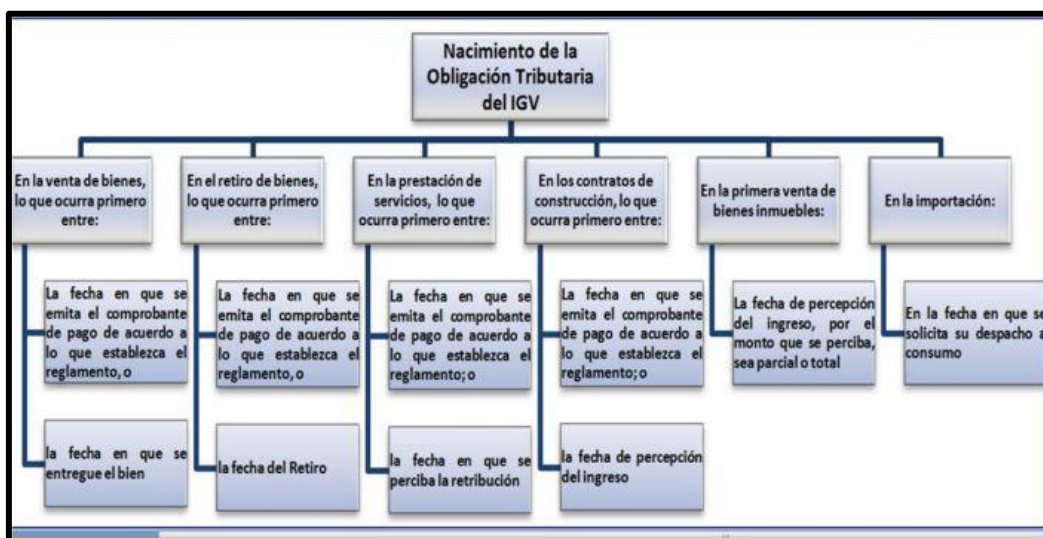 Nacimiento de la
Obligación Tributaria
del IGV
En la venta de bienes,
lo que ocurra primero
entre:
La fecha en que se
emita el comprobante
de pago de acuerdo a
lo que establezca el
reglamento, o
la fecha en que se
entregue el bien
En el retiro de bienes,
lo que ocurra primero
entre:
La fecha en que se
emita el comprobante
de pago de acuerdo a
lo que establezca el
reglamento, o
la fecha del Retiro
En la prestación de
servicios, lo que
ocurra primero entre:
La fecha en que se
emita el comprobante
de pago de acuerdo a
lo que establezca el
reglamento; o
la fecha en que se
perciba la retribución
En los contratos de
construcción, lo que
ocurra primero entre:
La fecha en que se
emita el comprobante
de pago de acuerdo a
lo que establezca el
reglamento; o
la fecha de percepción
del ingreso
En la primera venta de
bienes inmuebles:
La fecha de percepción
del ingreso, por el
monto que se perciba,
sea parcial o total
En la importación:
En la fecha en que se
solicita su despacho a
consumo